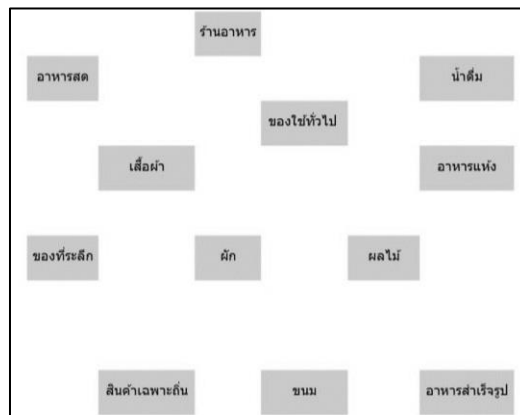 ร้านอาหาร
อาหารสด
น้ำดื่ม
ของใช้ทั่วไป
เสื้อผ้า
อาหารแห้ง
ของที่ระลึก
ผัก
ผลไม้
สินค้าเฉพาะถิ่น
ขนม
อาหารสำเร็จรูป